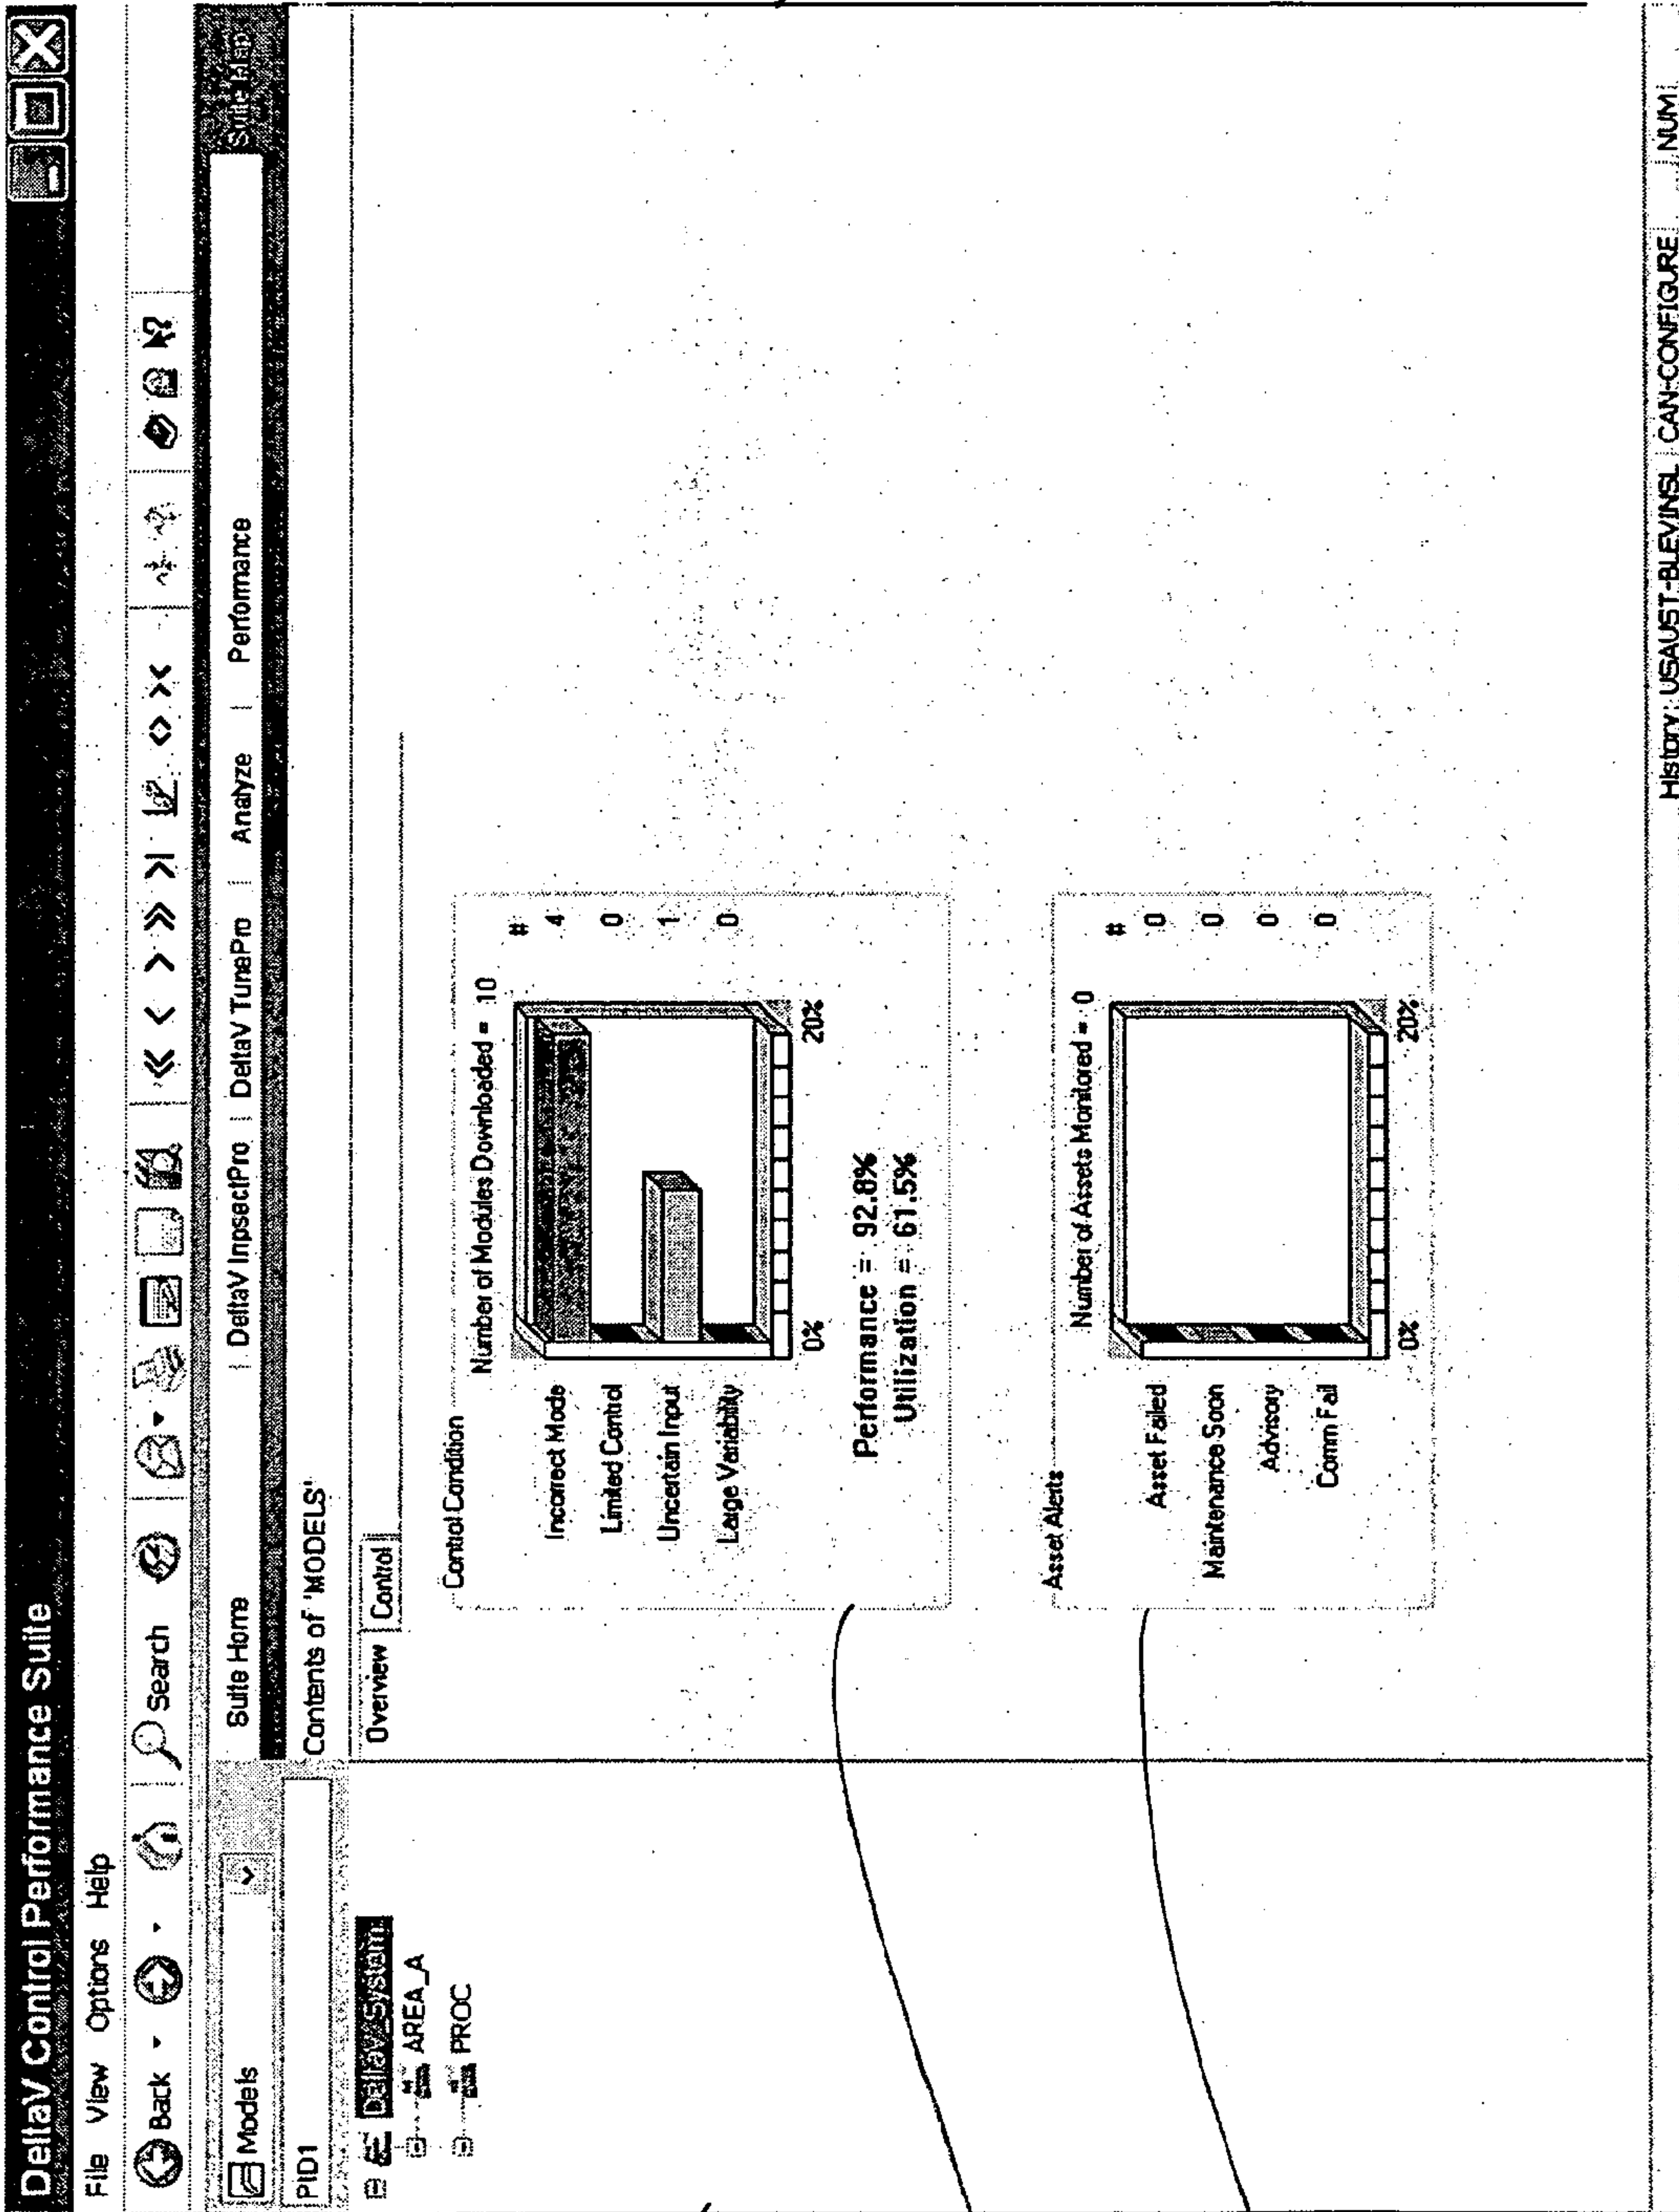 DeltaV Control Performance Suite
File View Options Help
Back Search
Models
Suite Home | DeltaV InpsectPro | DeltaV TunePro | Analyze | Performance Suite Map
PID1
Contents of 'MODELS'
DeltaV_System
AREA_A
PROC
Overview Control
Control Condition
Number of Modules Downloaded = 10
#
Incorrect Mode 4
Limited Control 0
Uncertain Input 1
Large Variability 0
0% 20%
Performance = 92.8%
Utilization = 61.5%
Asset Alerts
Number of Assets Monitored = 0
#
Asset Failed 0
Maintenance Soon 0
Advisory 0
Comm Fail 0
0% 20%
History: USAUST-BLEVINSL CAN-CONFIGURE NUM